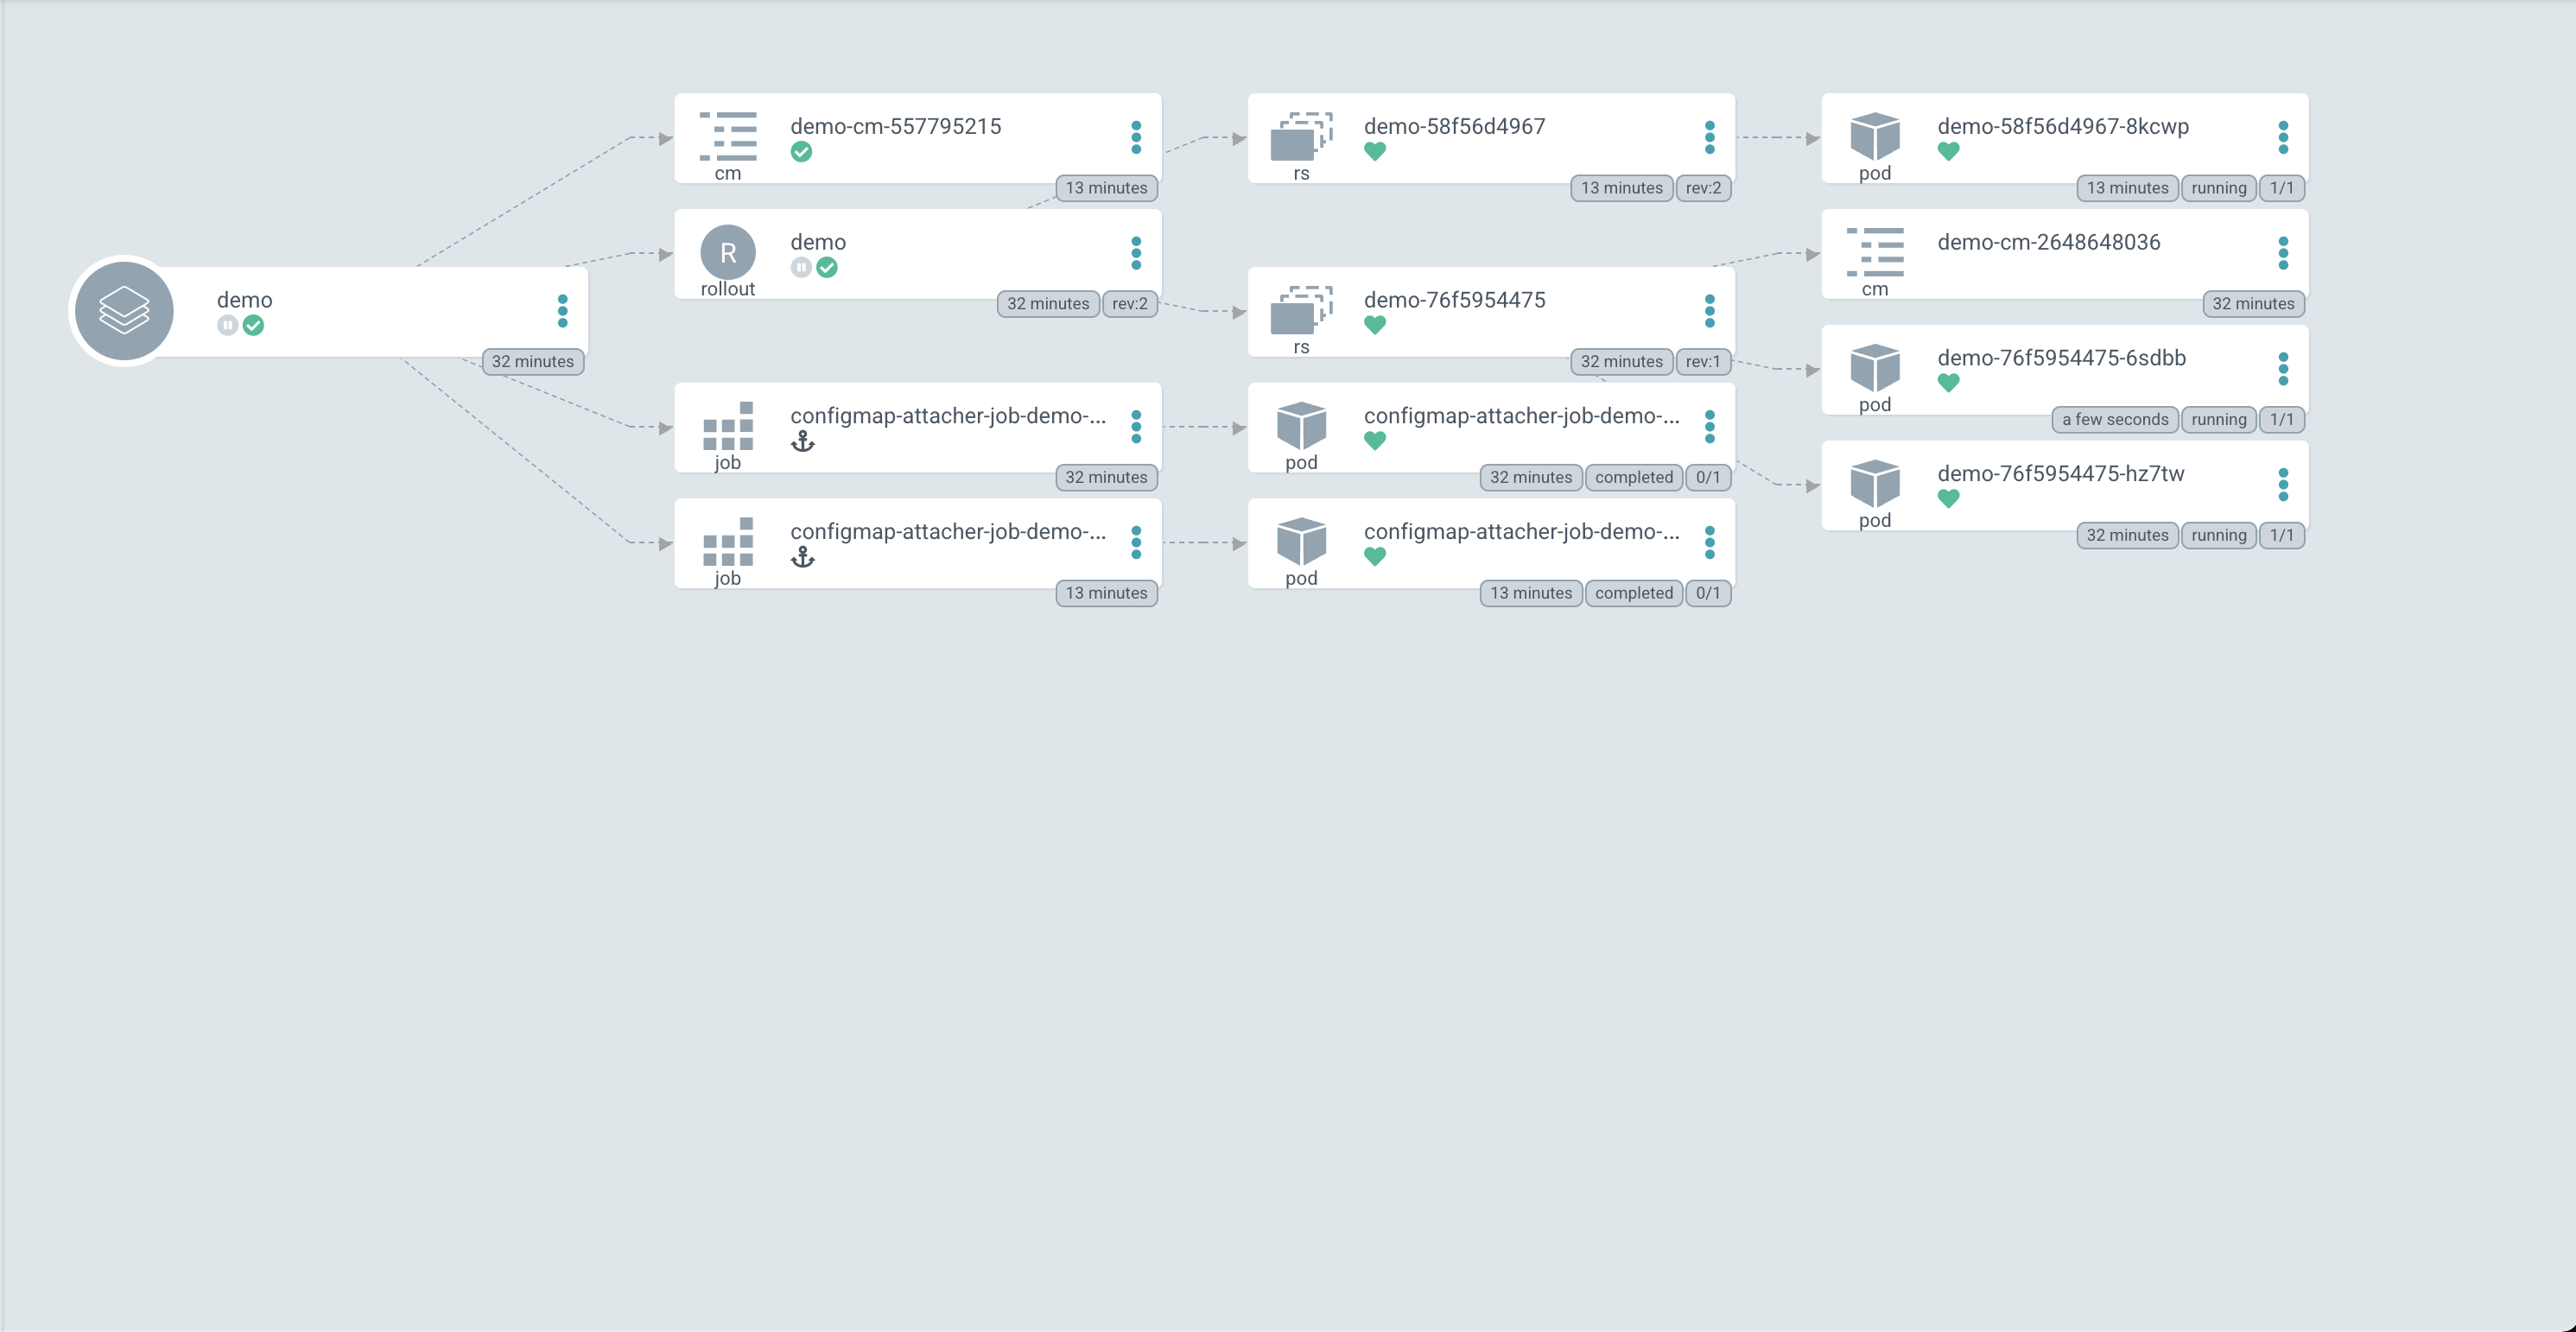 demo
32 minutes
demo-cm-557795215
cm
13 minutes
R
demo
rollout
32 minutes rev:2
configmap-attacher-job-demo-...
job
32 minutes
configmap-attacher-job-demo-...
job
13 minutes
demo-58f56d4967
rs
13 minutes rev:2
demo-76f5954475
rs
32 minutes rev:1
configmap-attacher-job-demo-...
pod
32 minutes completed 0/1
configmap-attacher-job-demo-...
pod
13 minutes completed 0/1
demo-58f56d4967-8kcwp
pod
13 minutes running 1/1
demo-cm-2648648036
cm
32 minutes
demo-76f5954475-6sdbb
pod
a few seconds running 1/1
demo-76f5954475-hz7tw
pod
32 minutes running 1/1